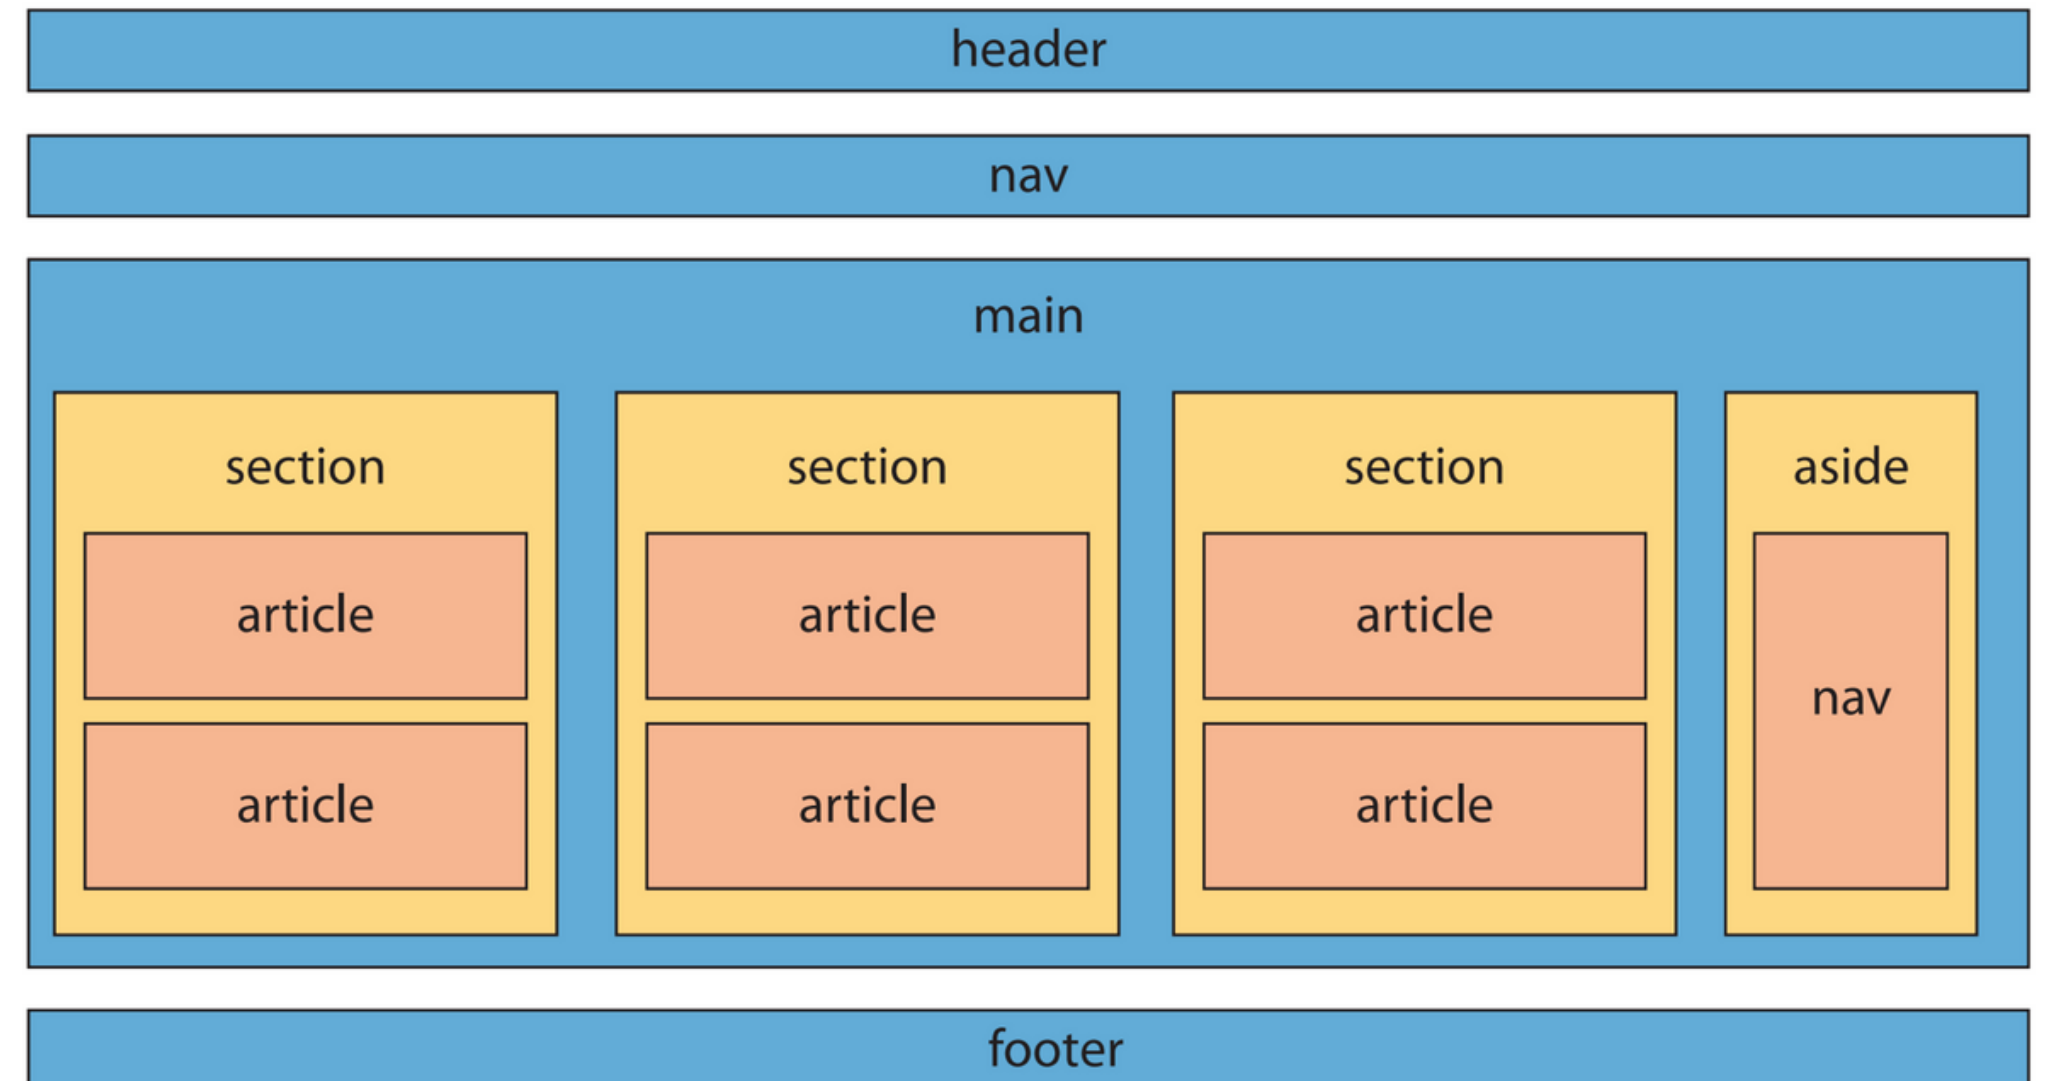 header
nav
main
section
section
section
aside
article
article
article
nav
article
article
article
footer